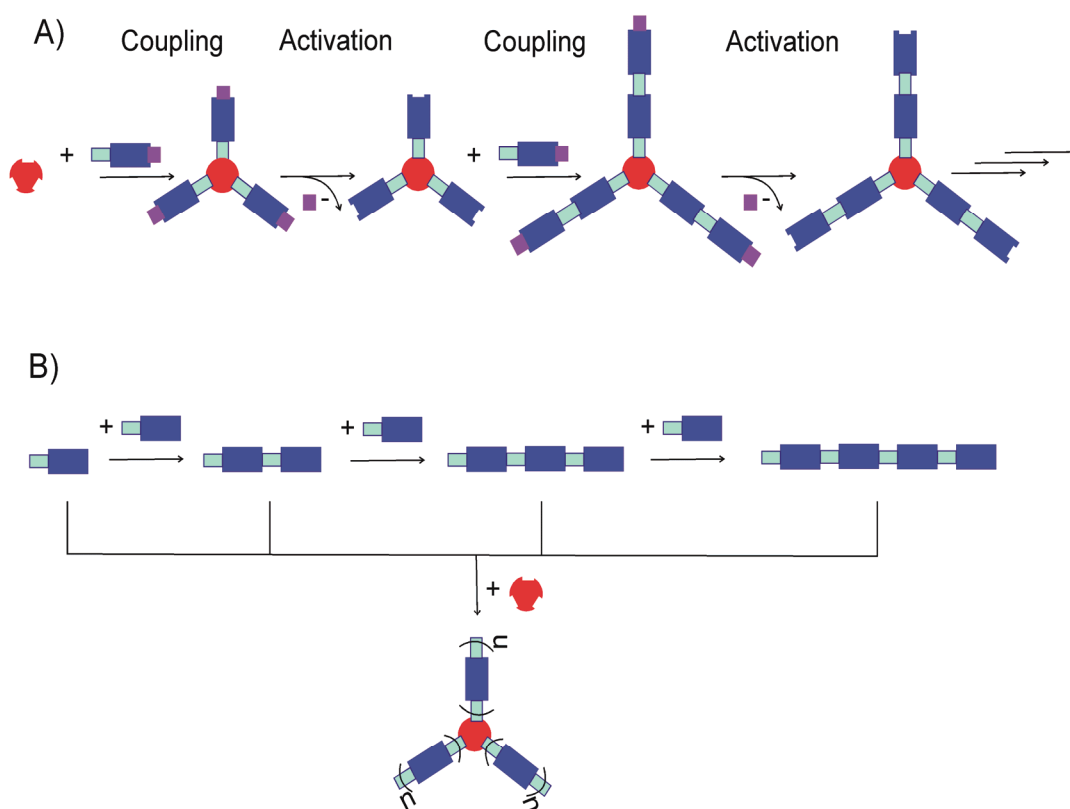 A)
Coupling Activation Coupling Activation
+ +
- -
B)
+ + +
+
n
n n